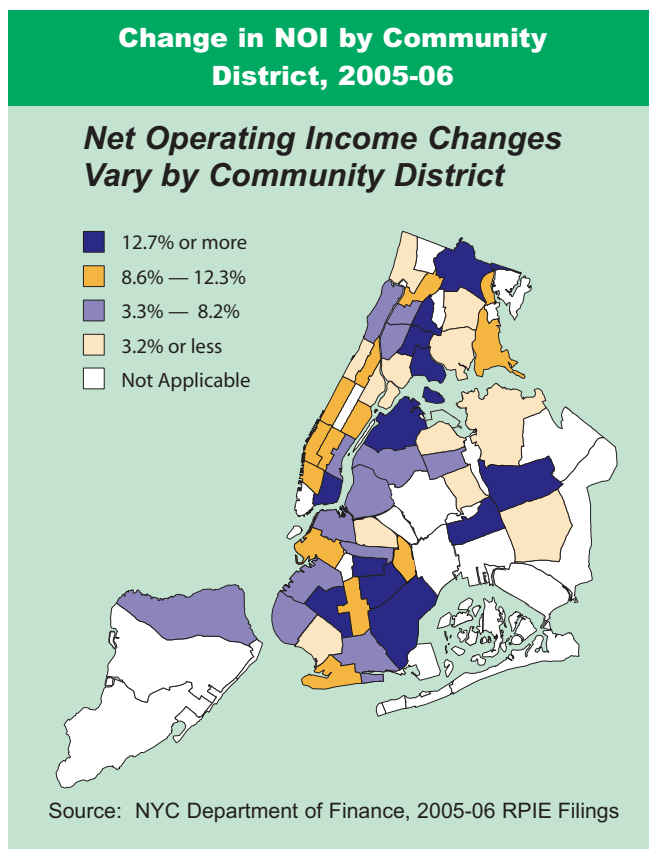 Change in NOI by Community
District, 2005-06
Net Operating Income Changes
Vary by Community District
12.7% or more
8.6% — 12.3%
3.3% — 8.2%
3.2% or less
Not Applicable
Source: NYC Department of Finance, 2005-06 RPIE Filings